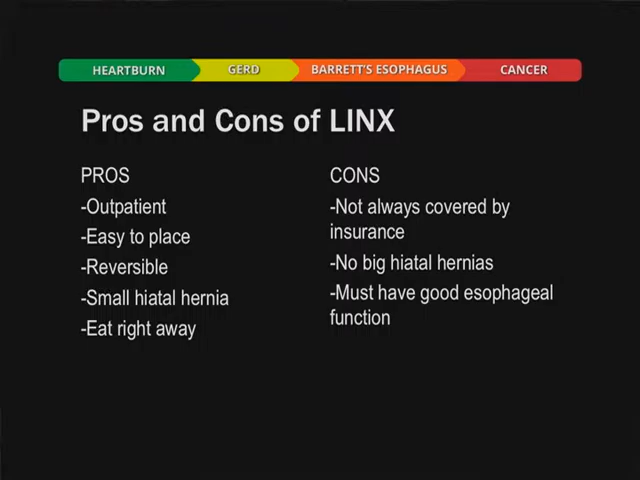 HEARTBURN GERD BARRETT'S ESOPHAGUS CANCER
Pros and Cons of LINX
PROS
-Outpatient
-Easy to place
-Reversible
-Small hiatal hernia
-Eat right away
CONS
-Not always covered by
insurance
-No big hiatal hernias
-Must have good esophageal
function